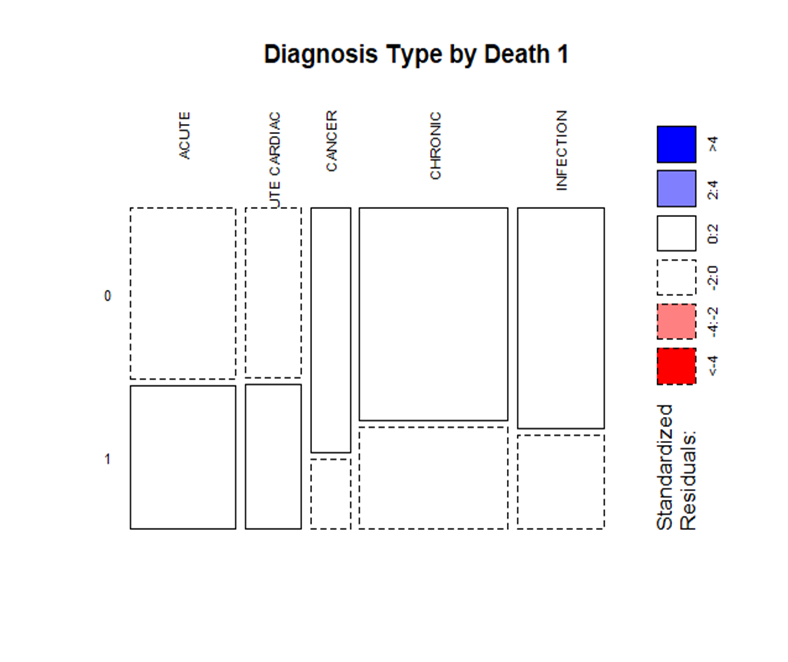 Diagnosis Type by Death 1
ACUTE
UTE CARDIAC
CANCER
CHRONIC
INFECTION
0
1
>4
2:4
0:2
-2:0
-4:-2
<-4
Standardized
Residuals: